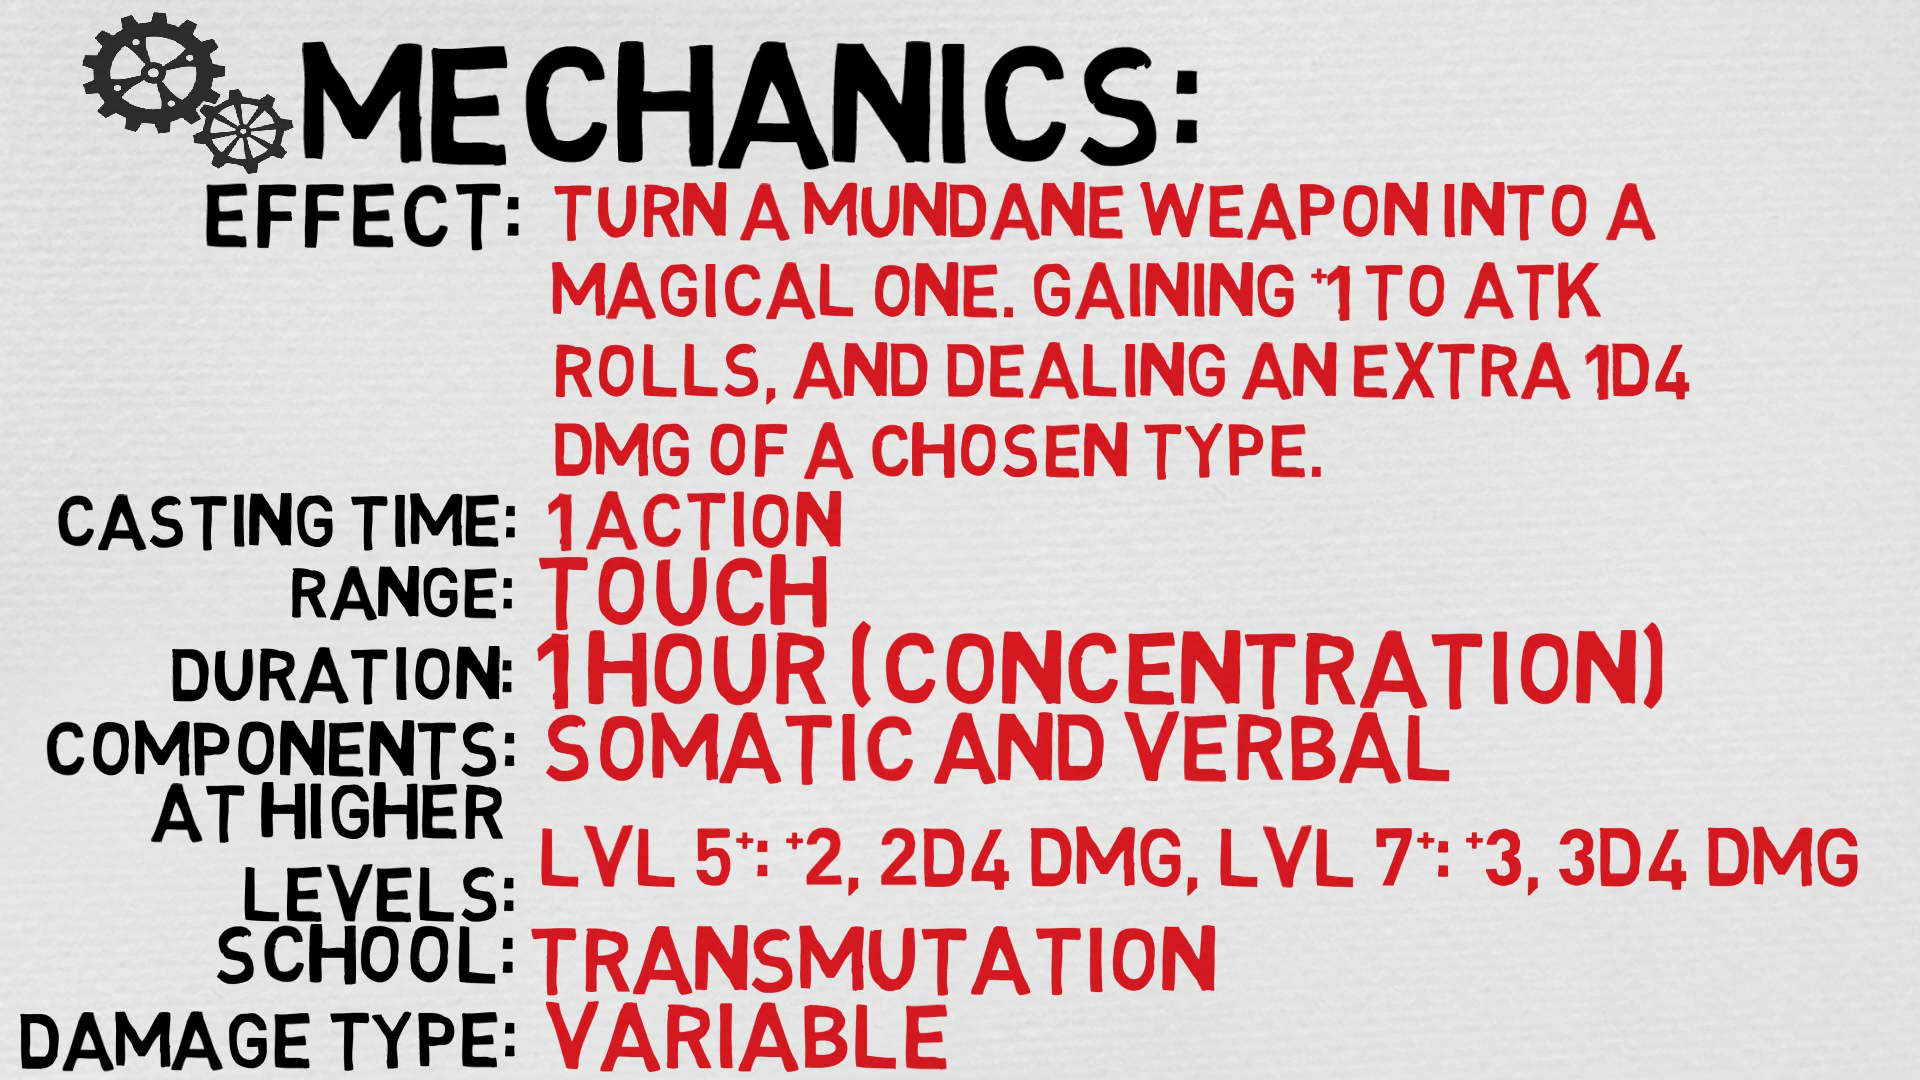 MECHANICS:
EFFECT: TURN A MUNDANE WEAPON INTO A
MAGICAL ONE. GAINING +1 TO ATK
ROLLS, AND DEALING AN EXTRA 1D4
DMG OF A CHOSEN TYPE.
CASTING TIME: 1 ACTION
RANGE: TOUCH
DURATION: 1 HOUR (CONCENTRATION)
COMPONENTS: SOMATIC AND VERBAL
AT HIGHER
LEVELS: LVL 5+: +2, 2D4 DMG, LVL 7+: +3, 3D4 DMG
SCHOOL: TRANSMUTATION
DAMAGE TYPE: VARIABLE